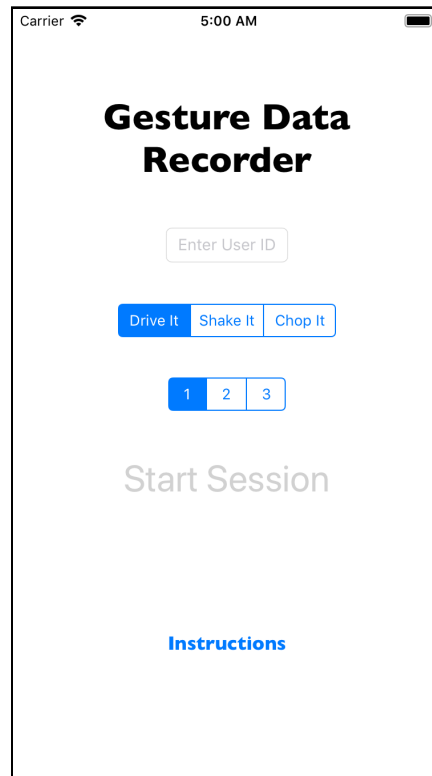 Carrier 5:00 AM
Gesture Data
Recorder
Enter User ID
Drive It Shake It Chop It
1 2 3
Start Session
Instructions